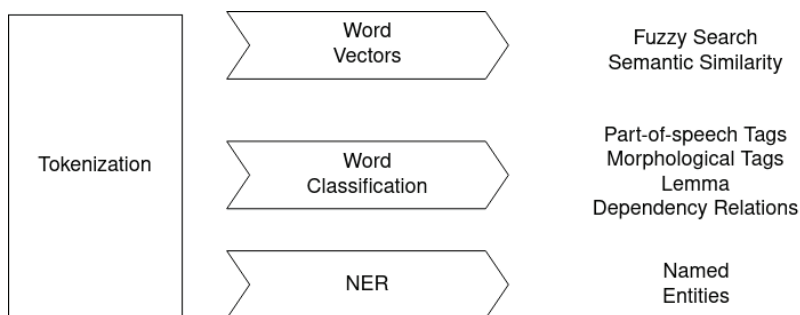 Tokenization
Word
Vectors
Fuzzy Search
Semantic Similarity
Word
Classification
Part-of-speech Tags
Morphological Tags
Lemma
Dependency Relations
NER
Named
Entities